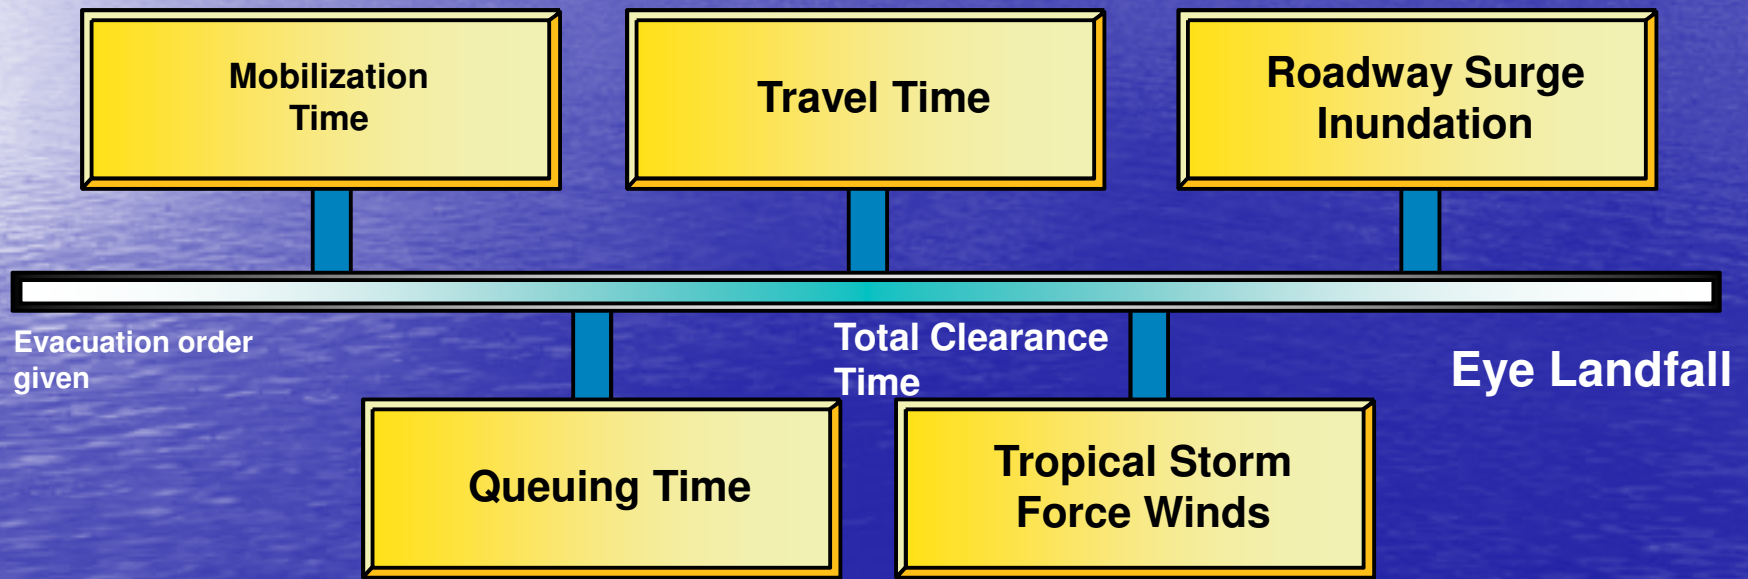 Mobilization
Time
Travel Time
Roadway Surge
Inundation
Evacuation order
given
Total Clearance
Time
Eye Landfall
Queuing Time
Tropical Storm
Force Winds